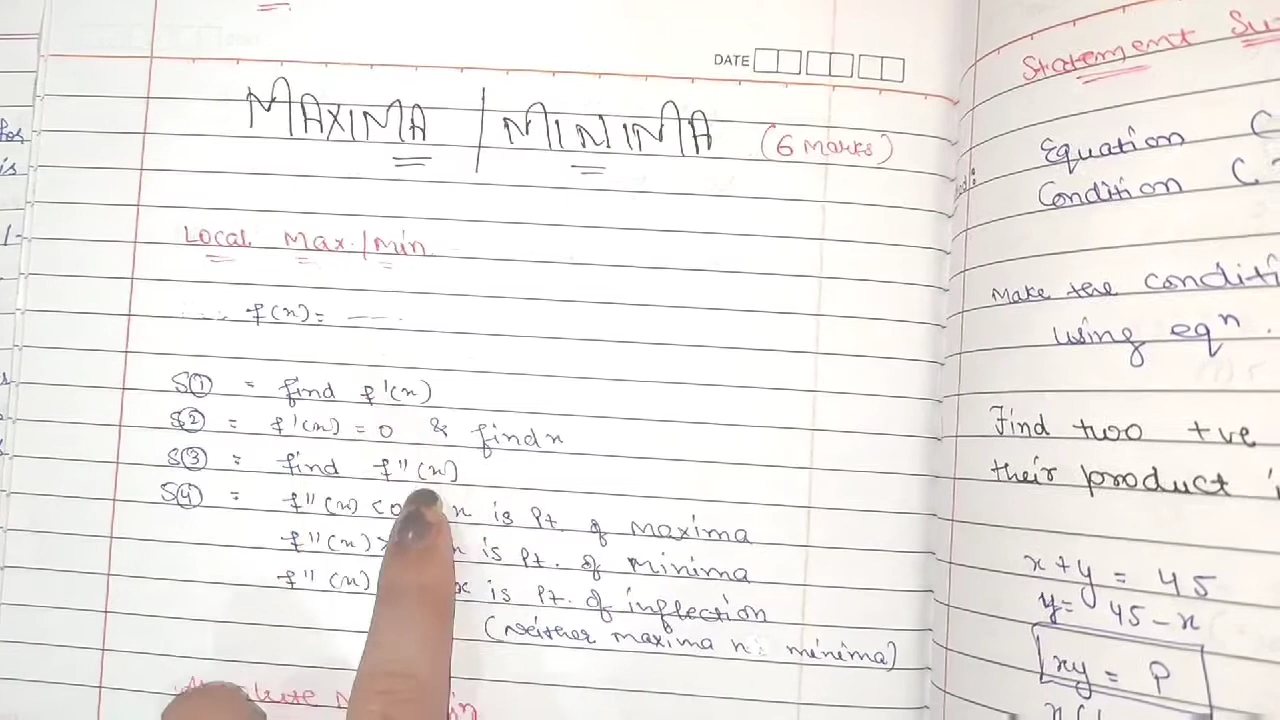 DATE
MAXIMA / MINIMA (6 marks)
Local Max./Min.
f(x) = ---
S① = find f'(x)
S② = f'(x) = 0 & find x
S③ = find f''(x)
S④ = f''(x) < 0 x is Pt. of maxima
f''(x) > x is Pt. of minima
f''(x) x is Pt. of inflection
(Neither maxima n: minima)
Statement
Equation C
Condition C
Make the conditi
using eqⁿ.
Find two +ve
their product i
x + y = 45
y = 45 - x
xy = P